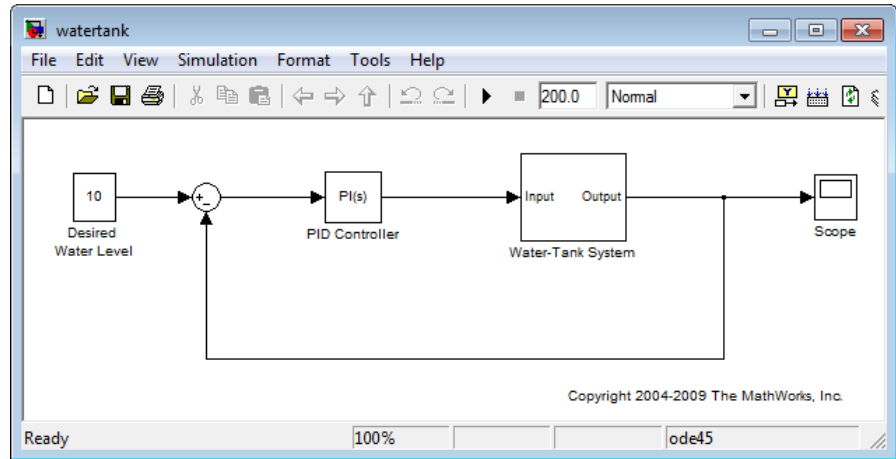 watertank
File Edit View Simulation Format Tools Help
200.0 Normal
10
+
-
PI(s)
Input Output
Desired
Water Level
PID Controller
Water-Tank System
Scope
Copyright 2004-2009 The MathWorks, Inc.
Ready 100% ode45